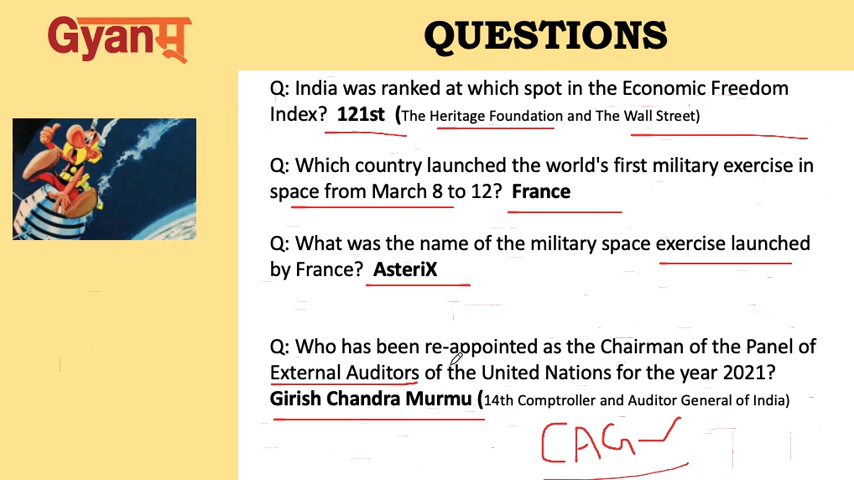 Gyanम्
QUESTIONS
Q: India was ranked at which spot in the Economic Freedom
Index? 121st (The Heritage Foundation and The Wall Street)
Q: Which country launched the world's first military exercise in
space from March 8 to 12? France
Q: What was the name of the military space exercise launched
by France? AsteriX
Q: Who has been re-appointed as the Chairman of the Panel of
External Auditors of the United Nations for the year 2021?
Girish Chandra Murmu (14th Comptroller and Auditor General of India)
CAG